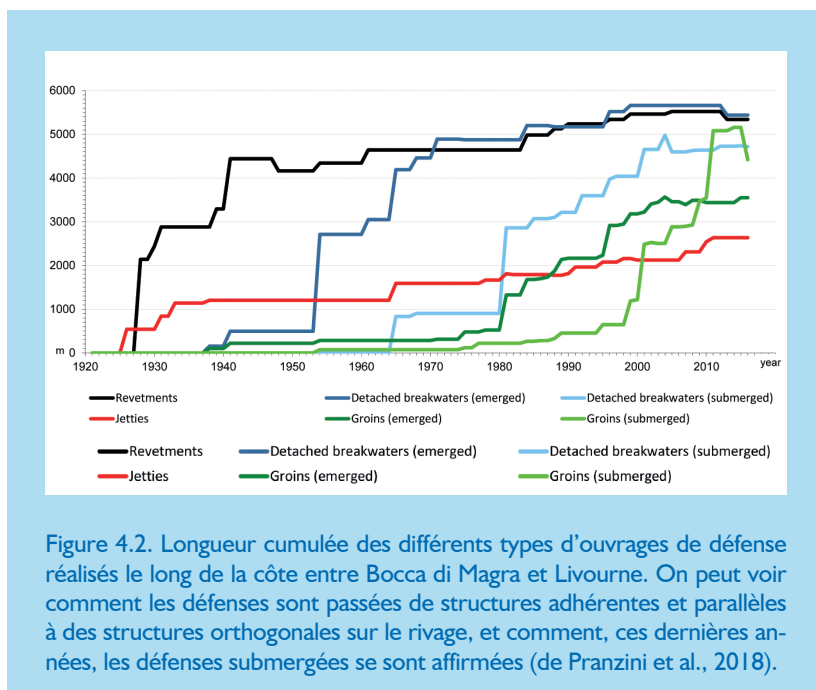 6000
5000
4000
3000
2000
1000
m 0
1920 1930 1940 1950 1960 1970 1980 1990 2000 2010 year
Revetments Detached breakwaters (emerged) Detached breakwaters (submerged)
Jetties Groins (emerged) Groins (submerged)
Revetments Detached breakwaters (emerged) Detached breakwaters (submerged)
Jetties Groins (emerged) Groins (submerged)
Figure 4.2. Longueur cumulée des différents types d'ouvrages de défense
réalisés le long de la côte entre Bocca di Magra et Livourne. On peut voir
comment les défenses sont passées de structures adhérentes et parallèles
à des structures orthogonales sur le rivage, et comment, ces dernières an-
nées, les défenses submergées se sont affirmées (de Pranzini et al., 2018).